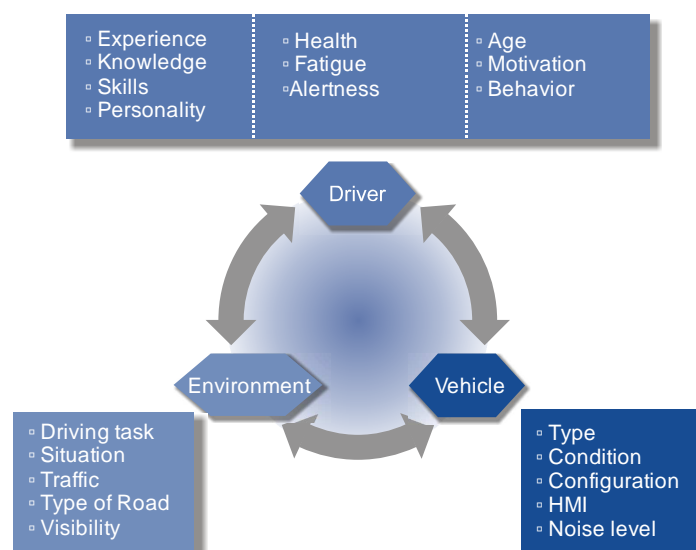 ▫ Experience
▫ Knowledge
▫ Skills
▫ Personality
▫ Health
▫ Fatigue
▫Alertness
▫ Age
▫ Motivation
▫ Behavior
Driver
Environment
Vehicle
▫ Driving task
▫ Situation
▫ Traffic
▫ Type of Road
▫ Visibility
▫ Type
▫ Condition
▫ Configuration
▫ HMI
▫ Noise level